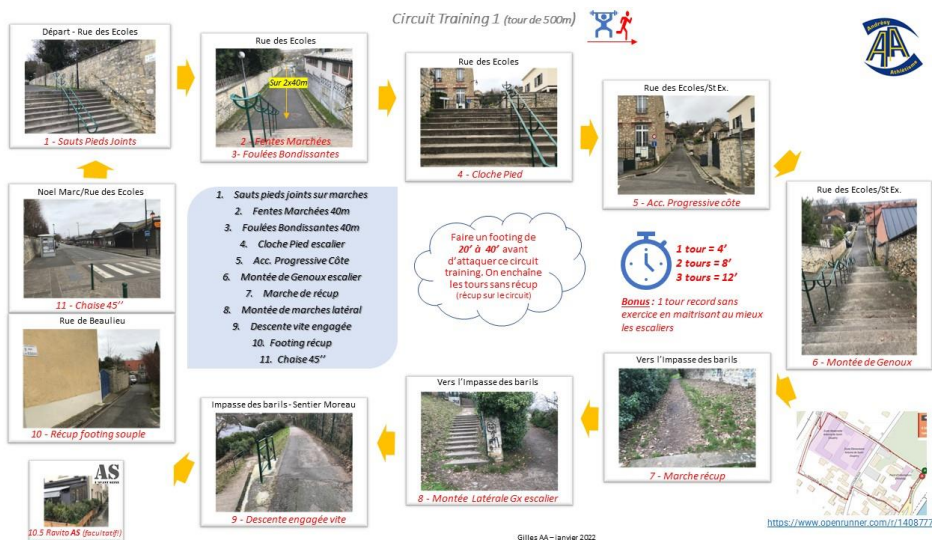 Circuit Training 1 (tour de 500m)
Andrésy
AA
Athlétisme
Départ - Rue des Ecoles
1 - Sauts Pieds Joints
Rue des Ecoles
Sur 2x40m
2 - Fentes Marchées
3- Foulées Bondissantes
Rue des Ecoles
4 - Cloche Pied
Rue des Ecoles/St Ex.
5 - Acc. Progressive côte
Rue des Ecoles/St Ex.
6 - Montée de Genoux
Noel Marc/Rue des Ecoles
11 - Chaise 45’’
1. Sauts pieds joints sur marches
2. Fentes Marchées 40m
3. Foulées Bondissantes 40m
4. Cloche Pied escalier
5. Acc. Progressive Côte
6. Montée de Genoux escalier
7. Marche de récup
8. Montée de marches latéral
9. Descente vite engagée
10. Footing récup
11. Chaise 45’’
Faire un footing de
20’ à 40’ avant
d’attaquer ce circuit
training. On enchaîne
les tours sans récup
(récup sur le circuit)
1 tour = 4’
2 tours = 8’
3 tours = 12’
Bonus : 1 tour record sans
exercice en maitrisant au mieux
les escaliers
Rue de Beaulieu
10 - Récup footing souple
Impasse des barils - Sentier Moreau
9 - Descente engagée vite
Vers l’Impasse des barils
8 - Montée Latérale Gx escalier
Vers l’Impasse des barils
7 - Marche récup
AS
10.5 Ravito AS (facultatif!)
https://www.openrunner.com/r/1408777
Gilles AA – janvier 2022